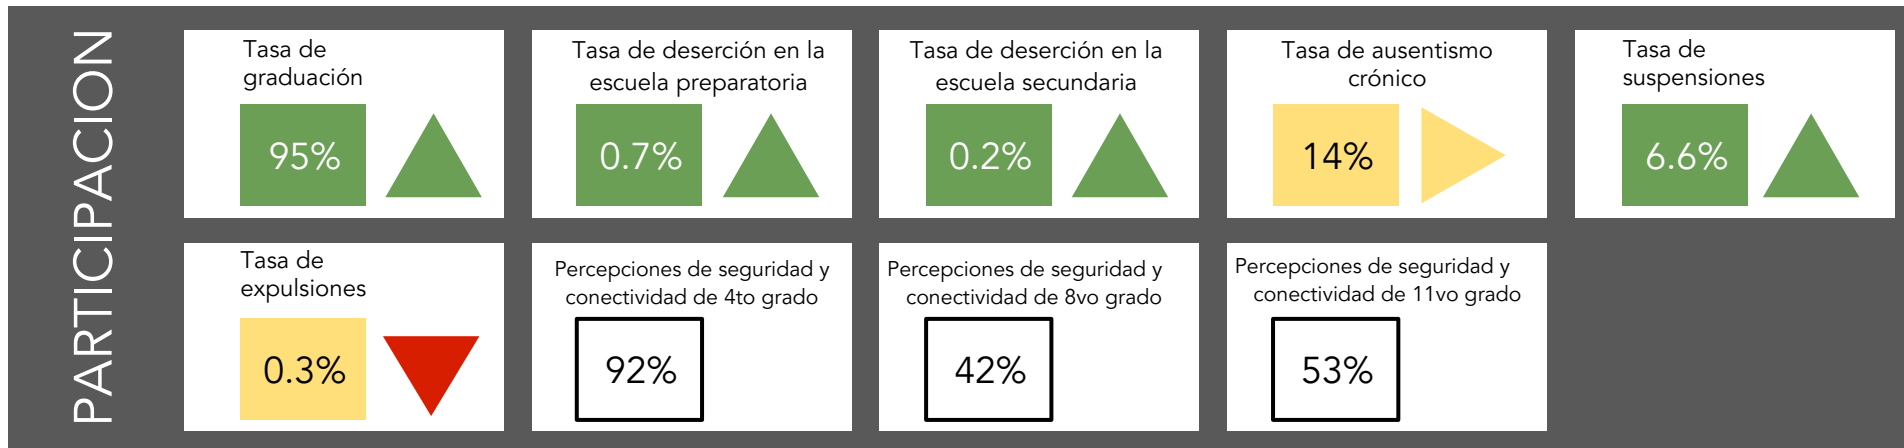 PARTICIPACION
Tasa de
graduación
95%
Tasa de deserción en la
escuela preparatoria
0.7%
Tasa de deserción en la
escuela secundaria
0.2%
Tasa de ausentismo
crónico
14%
Tasa de
suspensiones
6.6%
Tasa de
expulsiones
0.3%
Percepciones de seguridad y
conectividad de 4to grado
92%
Percepciones de seguridad y
conectividad de 8vo grado
42%
Percepciones de seguridad y
conectividad de 11vo grado
53%